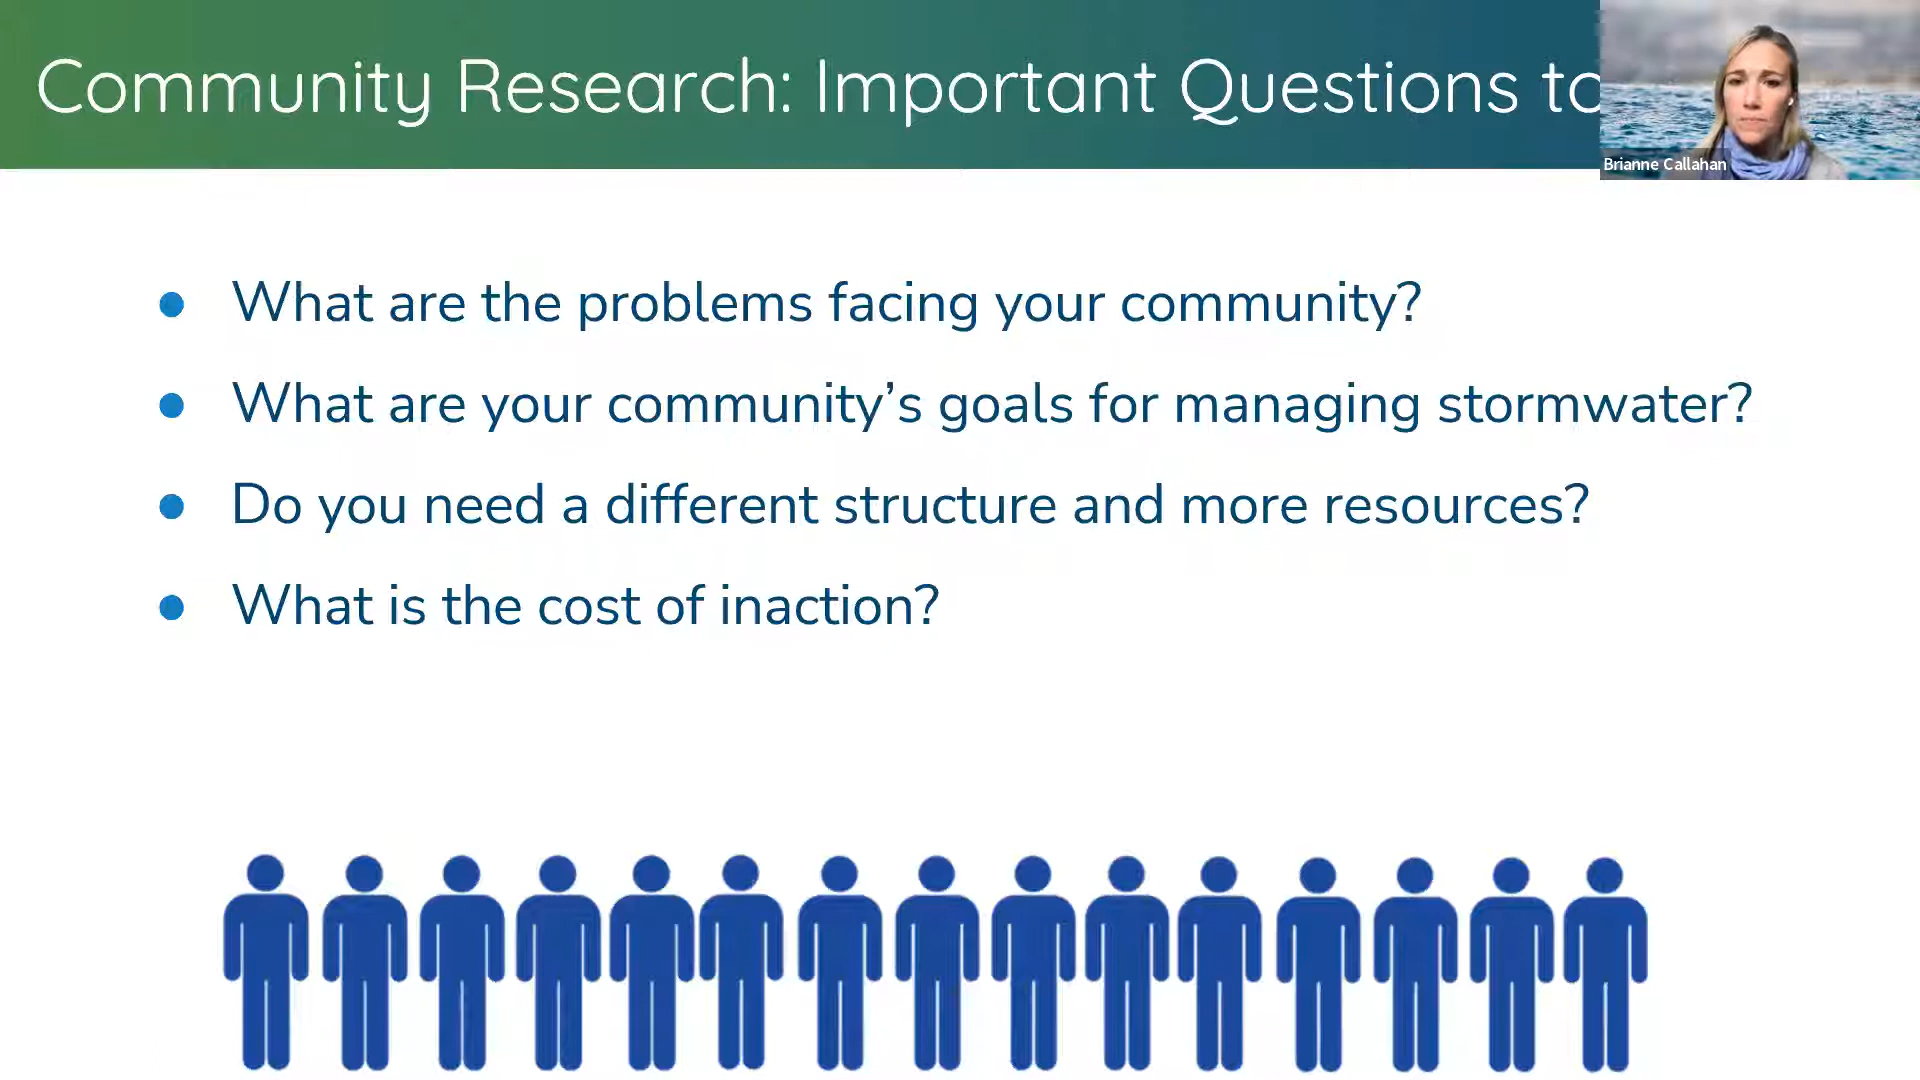 Community Research: Important Questions to
Brianne Callahan
What are the problems facing your community?
What are your community’s goals for managing stormwater?
Do you need a different structure and more resources?
What is the cost of inaction?